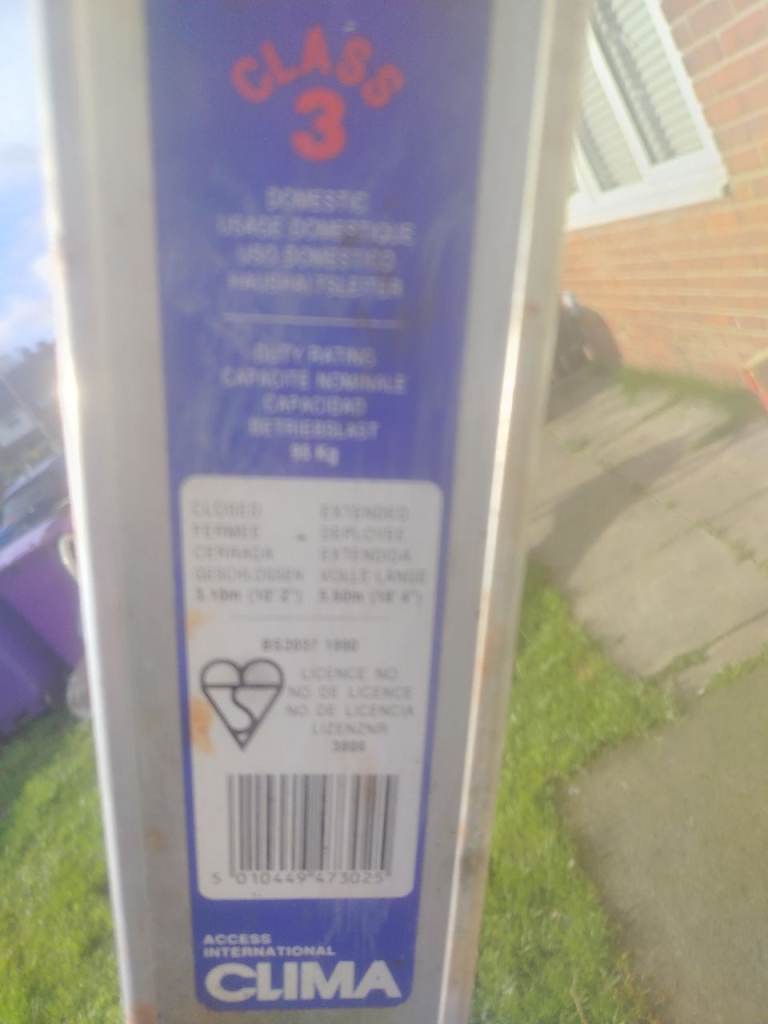 CLASS
3
DOMESTIC
USAGE DOMESTIQUE
USO DOMESTICO
HAUSHALTSLEITER
DUTY RATING
CAPACITE NOMINALE
CAPACIDAD
BETRIEBSLAST
Kg
CLOSED EXTENDED
FERMEE DEPLOYEE
CERRADA EXTENDIDA
GESCHLOSSEN VOLLE LÄNGE
BS2037 1990
LICENCE NO
NO. DE LICENCE
NO. DE LICENCIA
LIZENZNR
5 010449 473025
ACCESS
INTERNATIONAL
CLIMA